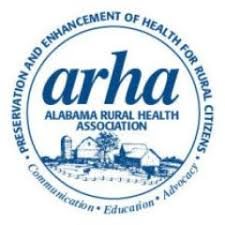 PRESERVATION AND ENHANCEMENT OF HEALTH FOR RURAL CITIZENS
arha
ALABAMA RURAL HEALTH
ASSOCIATION
• Communication • Education • Advocacy •